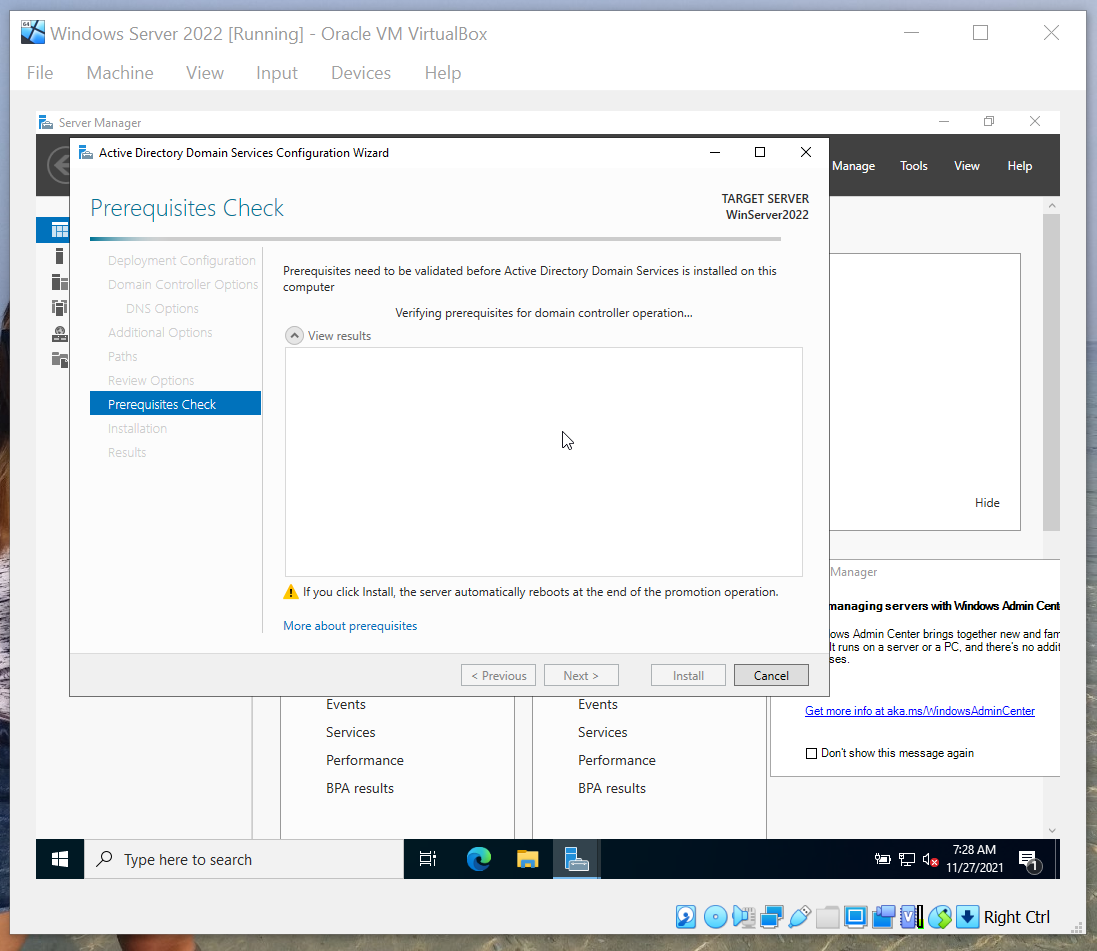 Windows Server 2022 [Running] - Oracle VM VirtualBox
File Machine View Input Devices Help
Server Manager
Manage Tools View Help
Active Directory Domain Services Configuration Wizard
Prerequisites Check
TARGET SERVER
WinServer2022
Deployment Configuration
Domain Controller Options
DNS Options
Additional Options
Paths
Review Options
Prerequisites Check
Installation
Results
Prerequisites need to be validated before Active Directory Domain Services is installed on this
computer
Verifying prerequisites for domain controller operation...
View results
If you click Install, the server automatically reboots at the end of the promotion operation.
More about prerequisites
< Previous Next > Install Cancel
Hide
Manager
managing servers with Windows Admin Cent
ows Admin Center brings together new and fam
It runs on a server or a PC, and there's no addit
ses.
Get more info at aka.ms/WindowsAdminCenter
Don't show this message again
Events
Services
Performance
BPA results
Events
Services
Performance
BPA results
Type here to search
7:28 AM
11/27/2021
1
Right Ctrl